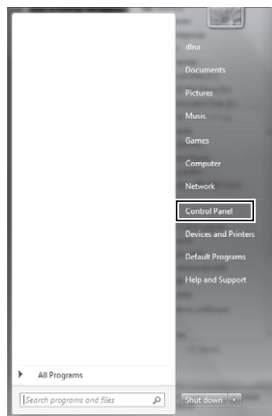 dlna
Documents
Pictures
Music
Games
Computer
Network
Control Panel
Devices and Printers
Default Programs
Help and Support
All Programs
Search programs and files
Shut down